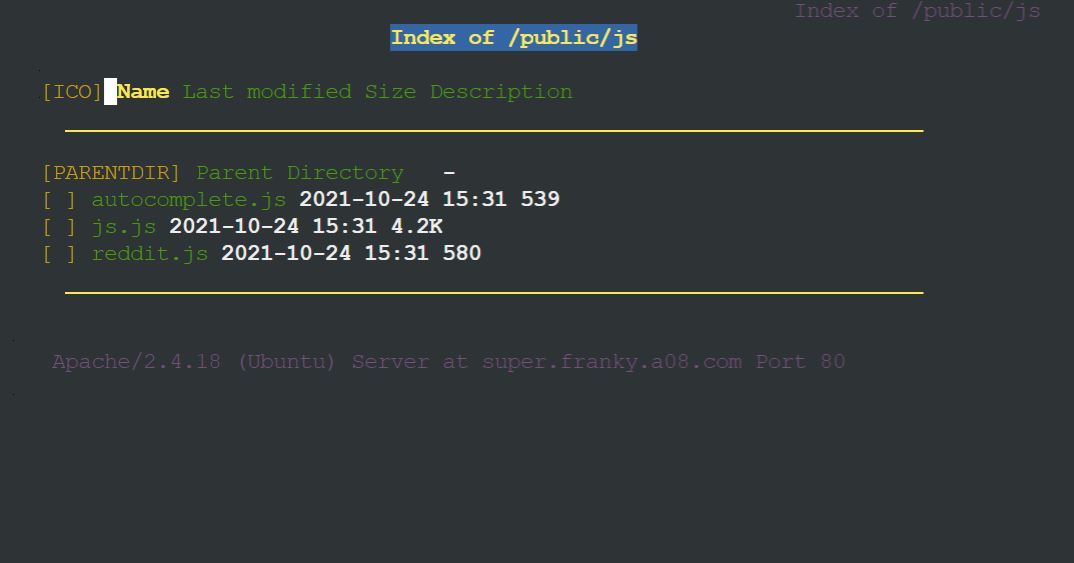 Index of /public/js
Index of /public/js
[ICO] Name Last modified Size Description
[PARENTDIR] Parent Directory -
[ ] autocomplete.js 2021-10-24 15:31 539
[ ] js.js 2021-10-24 15:31 4.2K
[ ] reddit.js 2021-10-24 15:31 580
Apache/2.4.18 (Ubuntu) Server at super.franky.a08.com Port 80